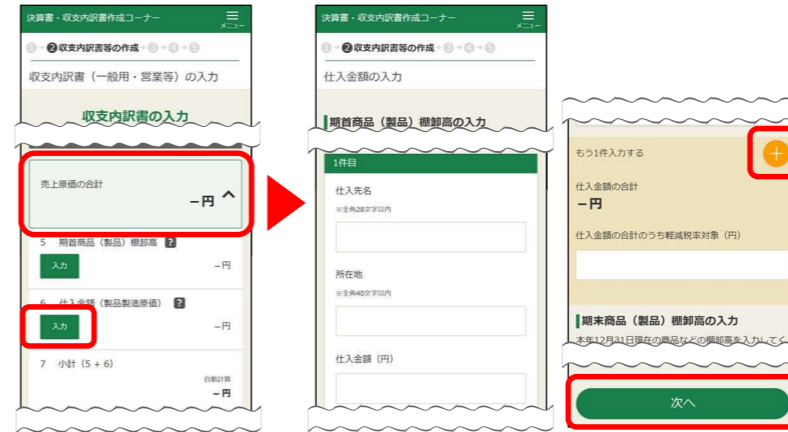 決算書・収支内訳書作成コーナー
メニュー
①-❷収支内訳書等の作成-③-④-⑤
収支内訳書（一般用・営業等）の入力
収支内訳書の入力
売上原価の合計
－円
5 期首商品（製品）棚卸高 ?
入力
－円
6 仕入金額（製品製造原価） ?
入力
－円
7 小計（5 + 6）
自動計算
－円
決算書・収支内訳書作成コーナー
メニュー
①-❷収支内訳書等の作成-③-④-⑤
仕入金額の入力
期首商品（製品）棚卸高の入力
1件目
仕入先名
※全角28文字以内
所在地
※全角40文字以内
仕入金額（円）
もう1件入力する
仕入金額の合計
－円
仕入金額の合計のうち軽減税率対象（円）
期末商品（製品）棚卸高の入力
本年12月31日現在の商品などの棚卸高を入力してく
次へ